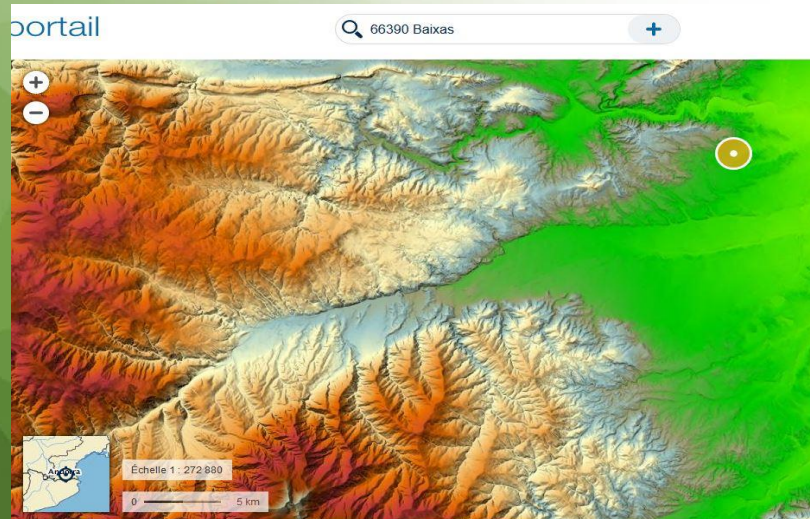 portail
66390 Baixas
+
+
−
Andorra
Échelle 1 : 272 880
0 5 km